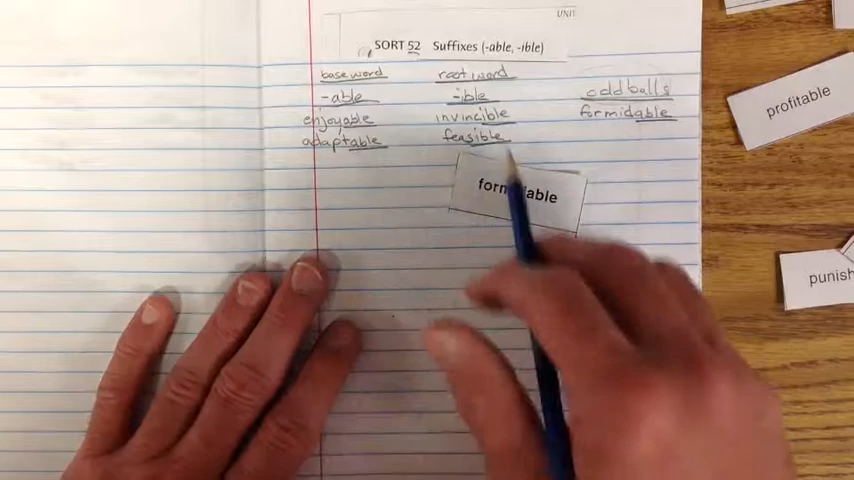 UNIT
SORT 52 Suffixes (-able, -ible)
base word root word oddballs
-able -ible
enjoyable invincible formidable
adaptable feasible
profitable
punish